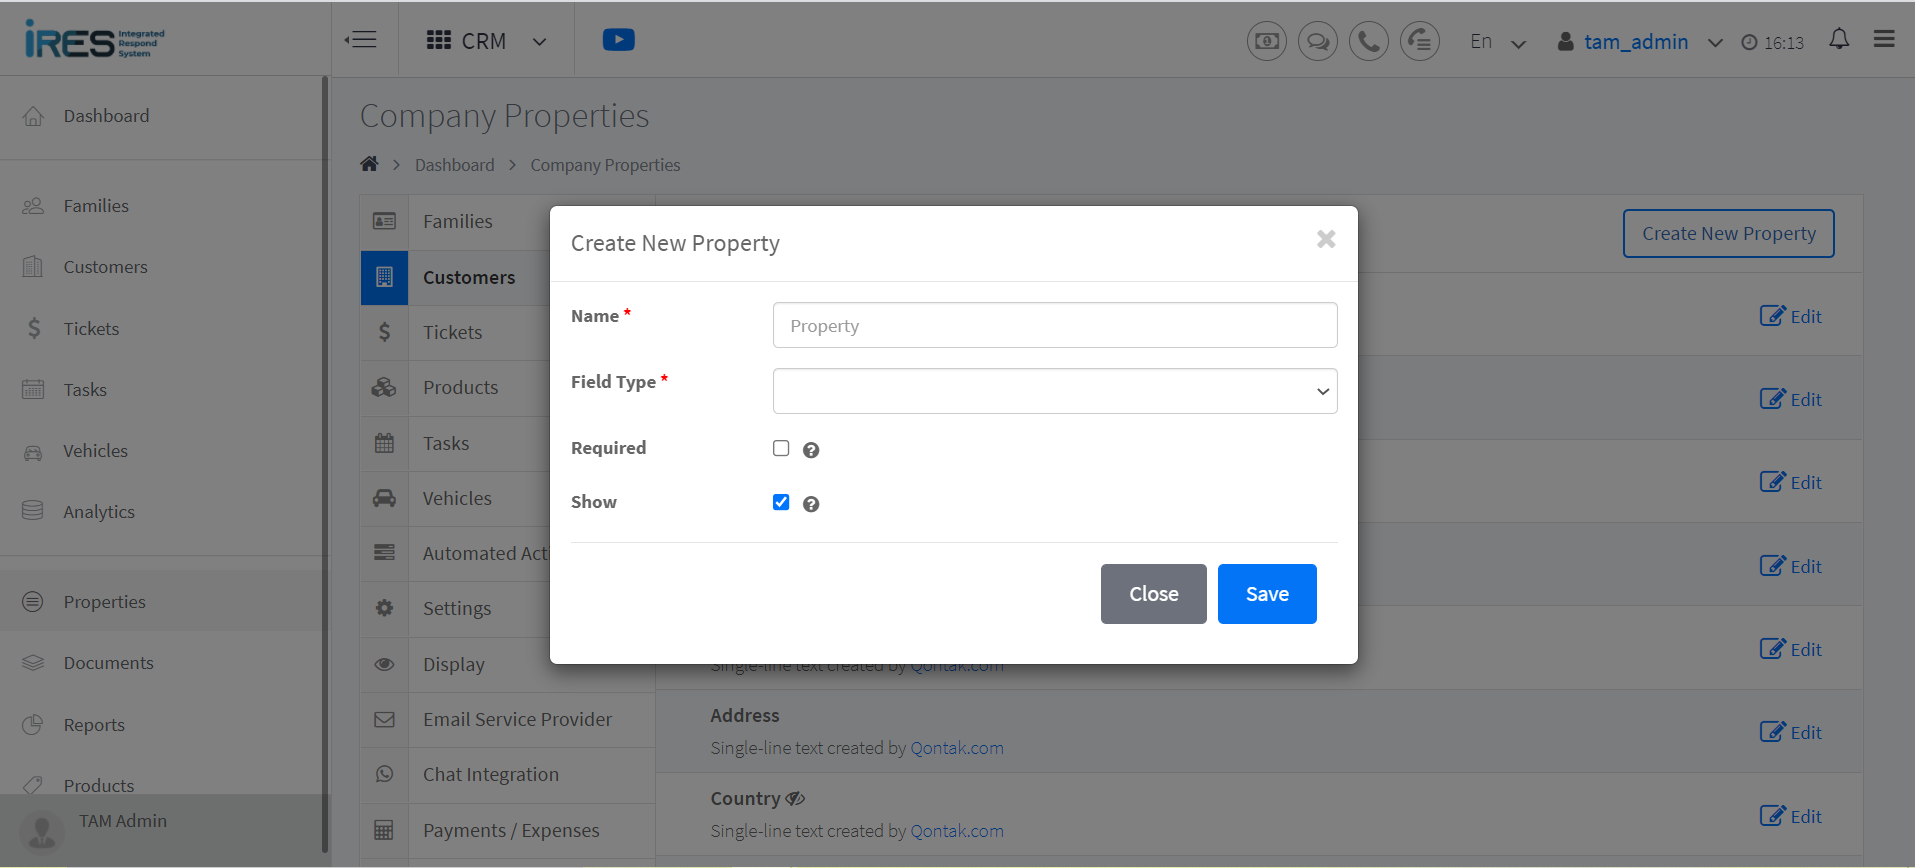 iRES Integrated Respond System
CRM
En
tam_admin
16:13
Dashboard
Families
Customers
Tickets
Tasks
Vehicles
Analytics
Properties
Documents
Reports
Products
TAM Admin
Company Properties
Dashboard > Company Properties
Families
Customers
Tickets
Products
Tasks
Vehicles
Automated Acti
Settings
Display
Email Service Provider
Chat Integration
Payments / Expenses
Create New Property
Edit
Edit
Edit
Edit
Single-line text created by Qontak.com
Edit
Address
Single-line text created by Qontak.com
Edit
Country
Single-line text created by Qontak.com
Edit
Create New Property
×
Name *
Property
Field Type *
Required
?
Show
?
Close
Save